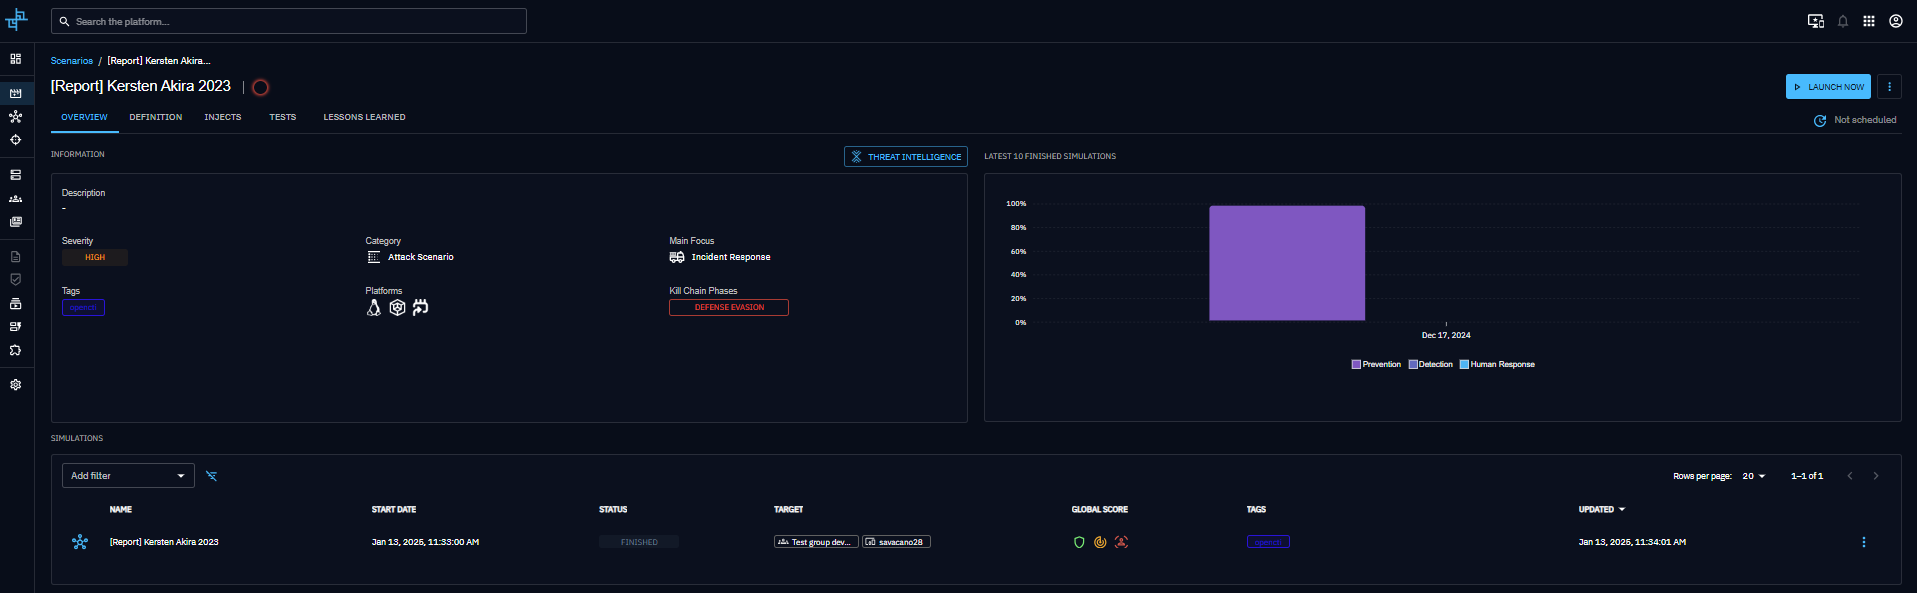 Search the platform...
Scenarios / [Report] Kersten Akira...
[Report] Kersten Akira 2023
LAUNCH NOW
OVERVIEW DEFINITION INJECTS TESTS LESSONS LEARNED
Not scheduled
INFORMATION
THREAT INTELLIGENCE
Description
-
Severity Category Main Focus
HIGH Attack Scenario Incident Response
Tags Platforms Kill Chain Phases
opencti DEFENSE EVASION
LATEST 10 FINISHED SIMULATIONS
100%
80%
60%
40%
20%
0%
Dec 17, 2024
Prevention Detection Human Response
SIMULATIONS
Add filter
Rows per page: 20 1–1 of 1
NAME START DATE STATUS TARGET GLOBAL SCORE TAGS UPDATED
[Report] Kersten Akira 2023 Jan 13, 2025, 11:33:00 AM FINISHED Test group dev... savacano28 opencti Jan 13, 2025, 11:34:01 AM